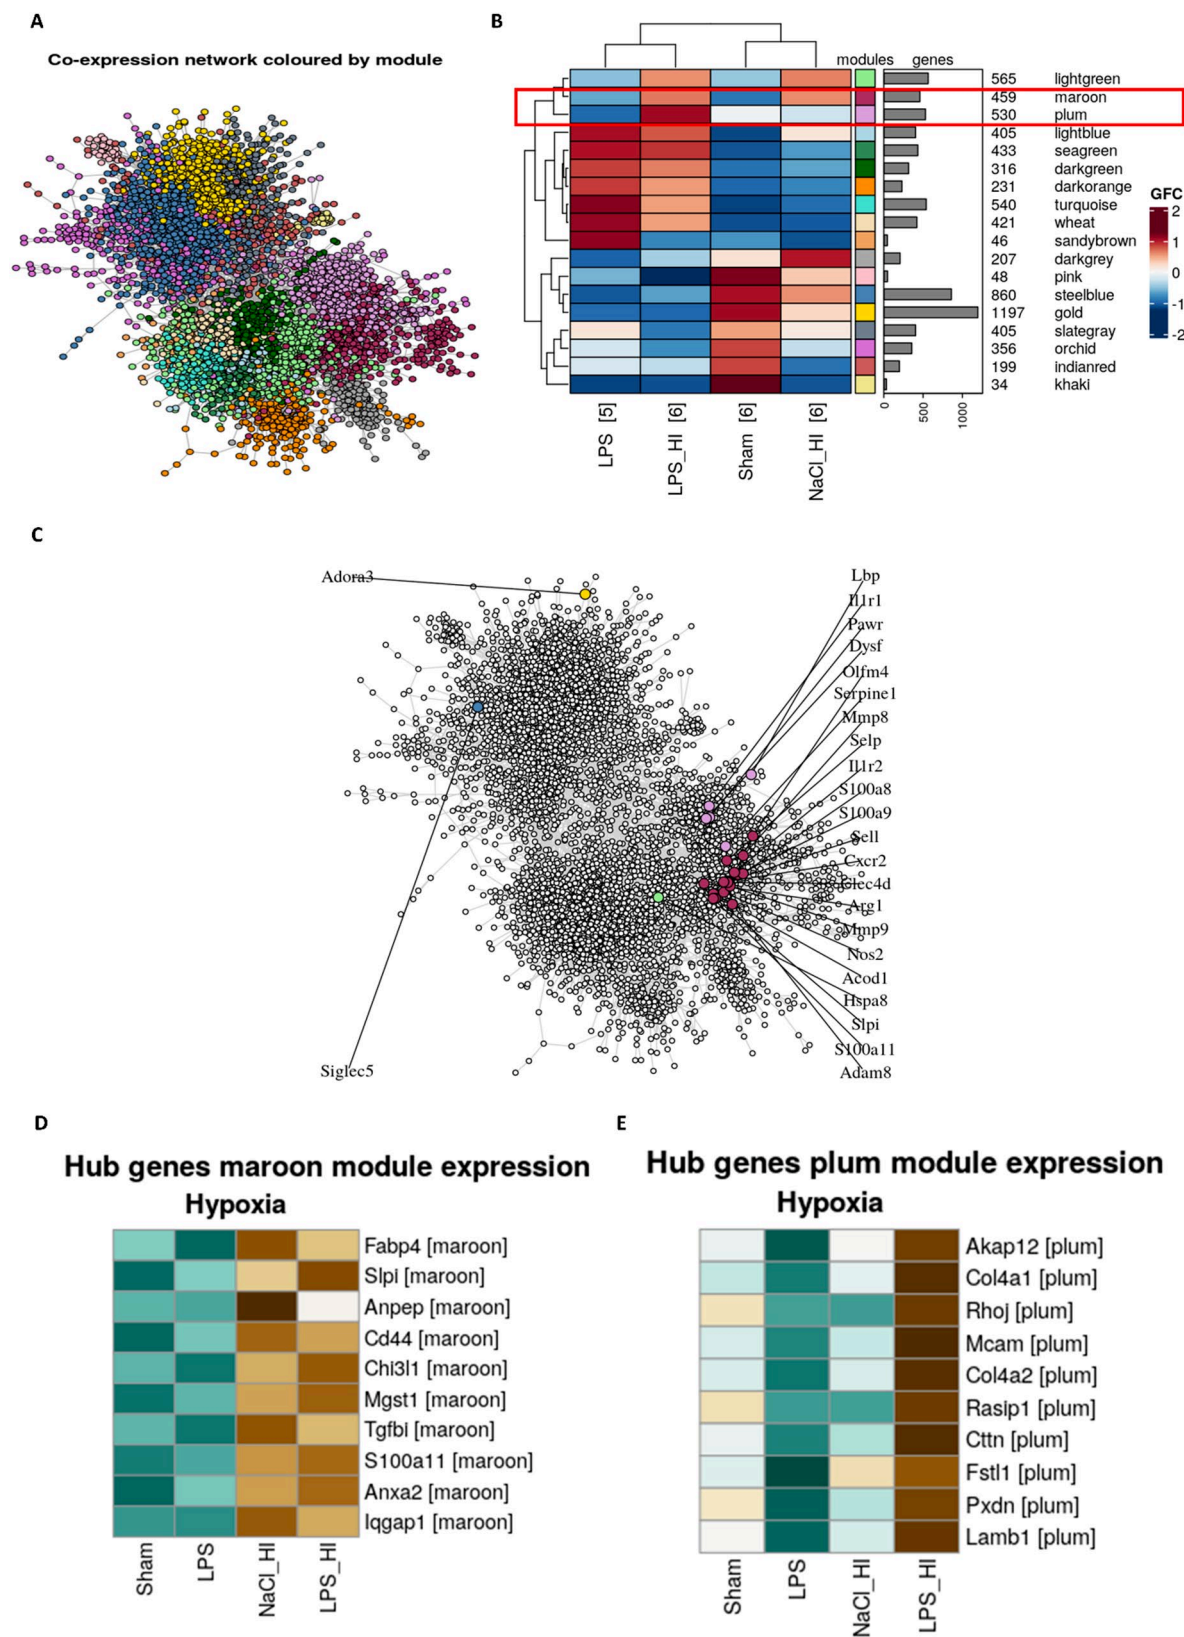 A
Co-expression network coloured by module
B
modules genes
565 lightgreen
459 maroon
530 plum
405 lightblue
433 seagreen
316 darkgreen
231 darkorange
540 turquoise
421 wheat
46 sandybrown
207 darkgrey
48 pink
860 steelblue
1197 gold
405 slategray
356 orchid
199 indianred
34 khaki
GFC
2
1
0
-1
-2
LPS [5]
LPS_HI [6]
Sham [6]
NaCl_HI [6]
0
500
1000
C
Adora3
Siglec5
Lbp
Il1r1
Pawr
Dysf
Olfm4
Serpine1
Mmp8
Selp
Il1r2
S100a8
S100a9
Sell
Cxcr2
Clec4d
Arg1
Mmp9
Nos2
Acod1
Hspa8
Slpi
S100a11
Adam8
D
Hub genes maroon module expression
Hypoxia
Fabp4 [maroon]
Slpi [maroon]
Anpep [maroon]
Cd44 [maroon]
Chi3l1 [maroon]
Mgst1 [maroon]
Tgfbi [maroon]
S100a11 [maroon]
Anxa2 [maroon]
Iqgap1 [maroon]
Sham
LPS
NaCl_HI
LPS_HI
E
Hub genes plum module expression
Hypoxia
Akap12 [plum]
Col4a1 [plum]
Rhoj [plum]
Mcam [plum]
Col4a2 [plum]
Rasip1 [plum]
Cttn [plum]
Fstl1 [plum]
Pxdn [plum]
Lamb1 [plum]
Sham
LPS
NaCl_HI
LPS_HI